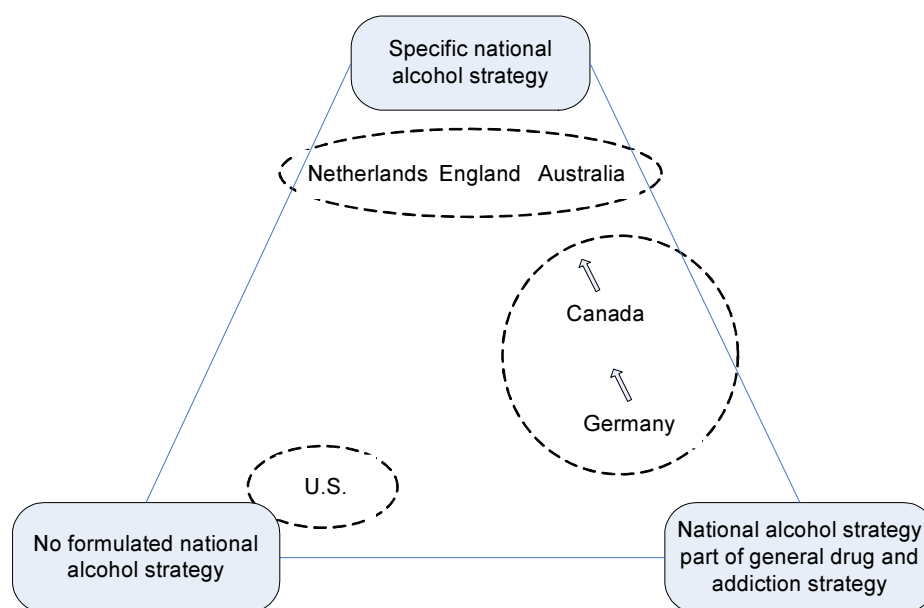 Specific national
alcohol strategy
Netherlands England Australia
Canada
Germany
U.S.
No formulated national
alcohol strategy
National alcohol strategy
part of general drug and
addiction strategy